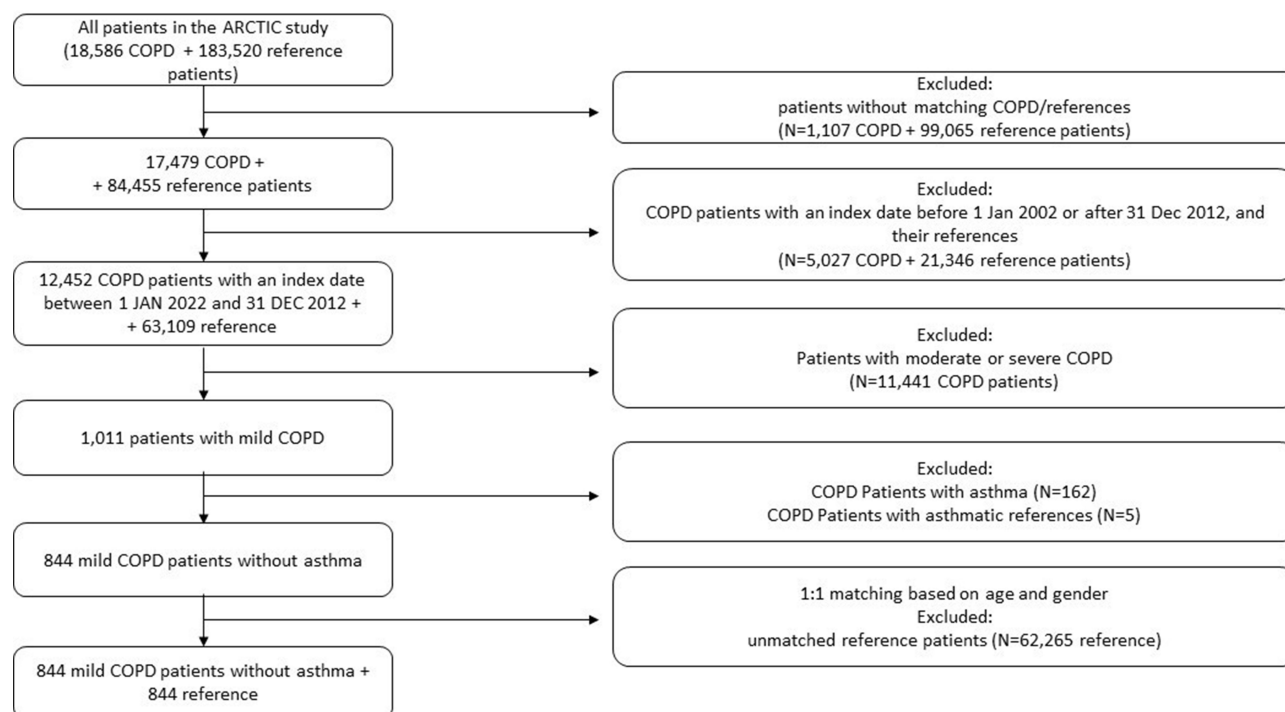 All patients in the ARCTIC study
(18,586 COPD + 183,520 reference
patients)
Excluded:
patients without matching COPD/references
(N=1,107 COPD + 99,065 reference patients)
17,479 COPD +
+ 84,455 reference patients
Excluded:
COPD patients with an index date before 1 Jan 2002 or after 31 Dec 2012, and
their references
(N=5,027 COPD + 21,346 reference patients)
12,452 COPD patients with an index date
between 1 JAN 2022 and 31 DEC 2012 +
+ 63,109 reference
Excluded:
Patients with moderate or severe COPD
(N=11,441 COPD patients)
1,011 patients with mild COPD
Excluded:
COPD Patients with asthma (N=162)
COPD Patients with asthmatic references (N=5)
844 mild COPD patients without asthma
1:1 matching based on age and gender
Excluded:
unmatched reference patients (N=62,265 reference)
844 mild COPD patients without asthma +
844 reference